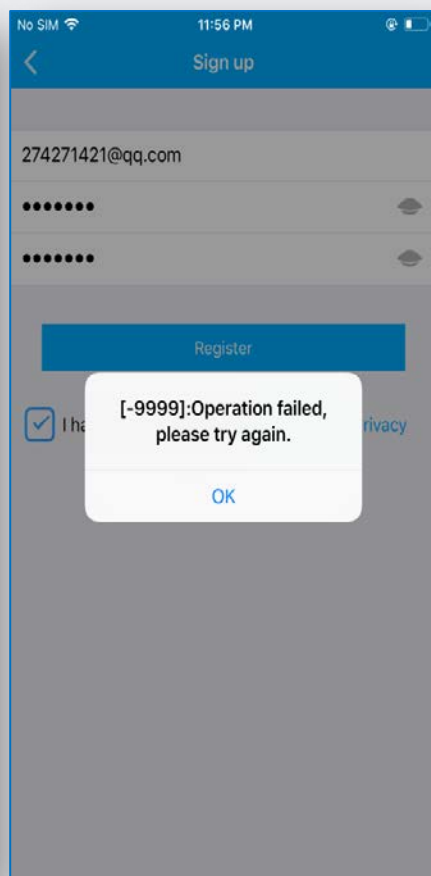 No SIM 11:56 PM
Sign up
274271421@qq.com
•••••••
•••••••
Register
[-9999]:Operation failed,
please try again.
I ha rivacy
OK